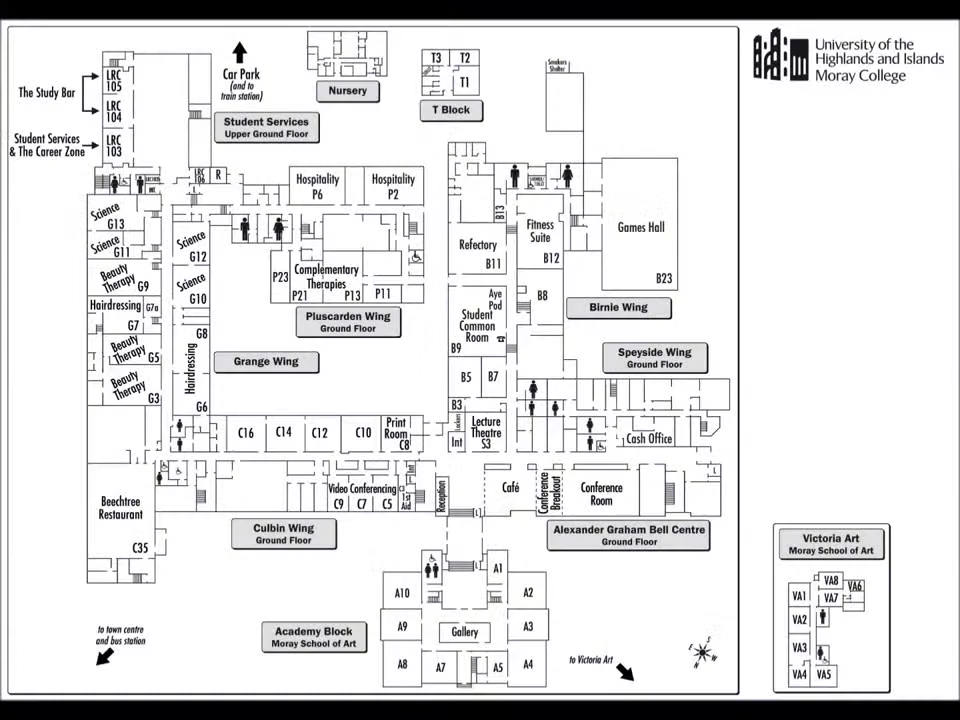 University of the
Highlands and Islands
Moray College
Car Park
(and to
train station)
Nursery
T3
T2
T1
T Block
Smokers
Shelter
The Study Bar
LRC
105
LRC
104
Student Services
& The Career Zone
LRC
103
Student Services
Upper Ground Floor
LRC
106
R
Hospitality
P6
Hospitality
P2
Science
G13
Science
G11
Science
G12
Science
G10
Beauty
Therapy
G9
Hairdressing
G7
G7a
Beauty
Therapy
G5
Beauty
Therapy
G3
G8
Hairdressing
G6
Grange Wing
P23
Complementary
Therapies
P21
P13
P11
Pluscarden Wing
Ground Floor
B13
Refectory
B11
Fitness
Suite
B12
Games Hall
B23
Birnie Wing
B8
Aye
Pod
Student
Common
Room
B9
B5
B7
B3
Lockers
Int
Lecture
Theatre
S3
Speyside Wing
Ground Floor
Cash Office
C16
C14
C12
C10
Print
Room
C8
Beechtree
Restaurant
C35
Video Conferencing
C9
C7
C5
Int
C3
1st
Aid
Reception
Culbin Wing
Ground Floor
Café
Conference
Breakout
Conference
Room
L
L
Alexander Graham Bell Centre
Ground Floor
A1
A10
A2
A9
Gallery
A3
A8
A7
A5
A4
Academy Block
Moray School of Art
to town centre
and bus station
to Victoria Art
S
E
W
N
Victoria Art
Moray School of Art
VA8
VA6
VA1
VA7
VA2
VA3
VA4
VA5